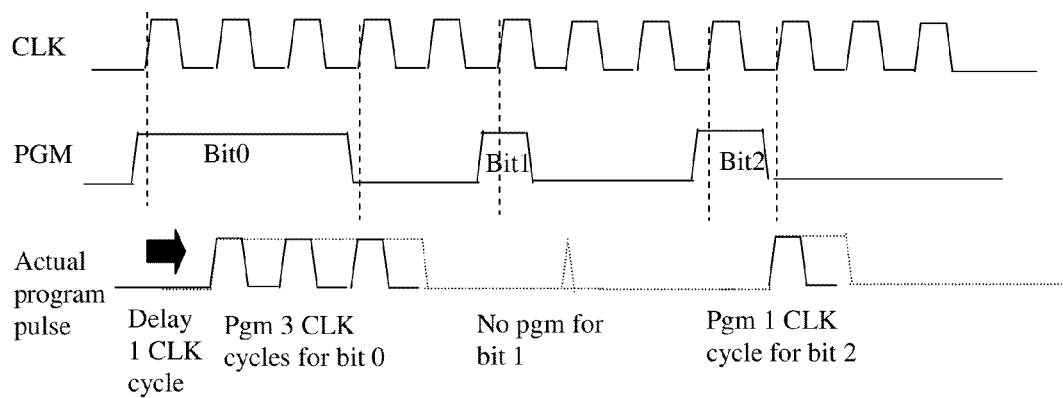 CLK
PGM
Bit0
Bit1
Bit2
Actual
program
pulse
Delay
1 CLK
cycle
Pgm 3 CLK
cycles for bit 0
No pgm for
bit 1
Pgm 1 CLK
cycle for bit 2